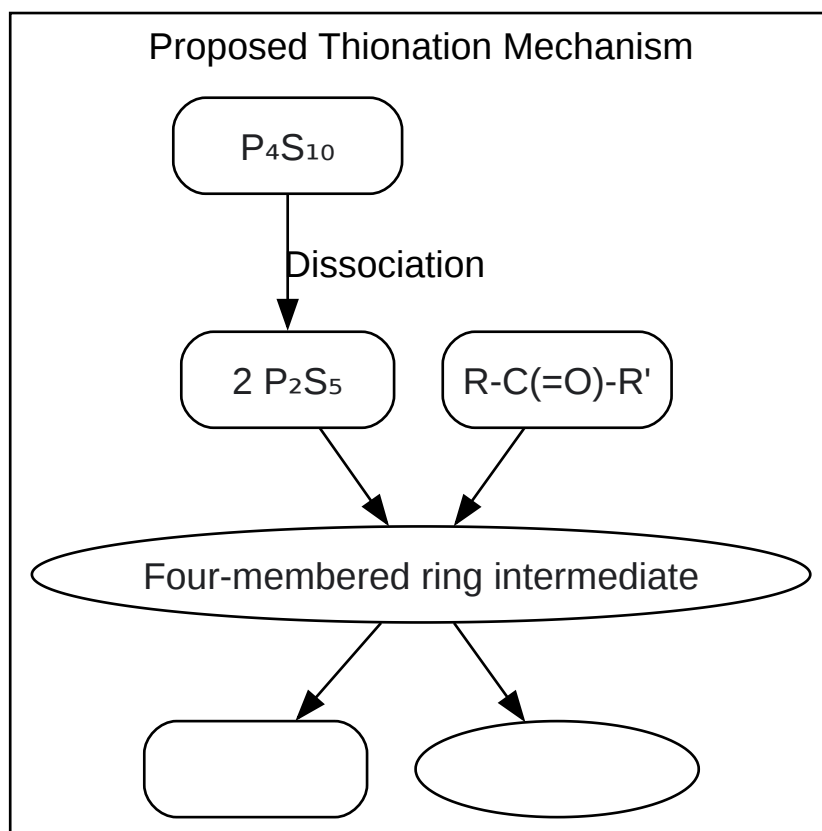 Proposed Thionation Mechanism
P₄S₁₀
Dissociation
2 P₂S₅
R-C(=O)-R'
Four-membered ring intermediate